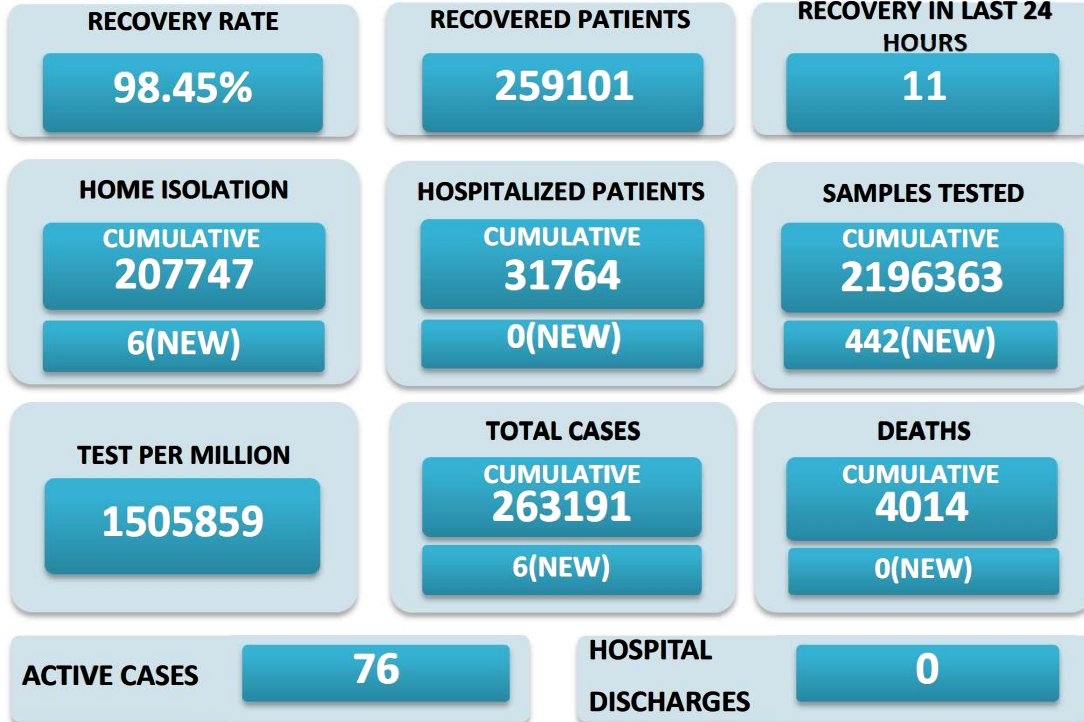 RECOVERY RATE
98.45%
RECOVERED PATIENTS
259101
RECOVERY IN LAST 24
HOURS
11
HOME ISOLATION
CUMULATIVE
207747
6(NEW)
HOSPITALIZED PATIENTS
CUMULATIVE
31764
0(NEW)
SAMPLES TESTED
CUMULATIVE
2196363
442(NEW)
TEST PER MILLION
1505859
TOTAL CASES
CUMULATIVE
263191
6(NEW)
DEATHS
CUMULATIVE
4014
0(NEW)
ACTIVE CASES
76
HOSPITAL
DISCHARGES
0